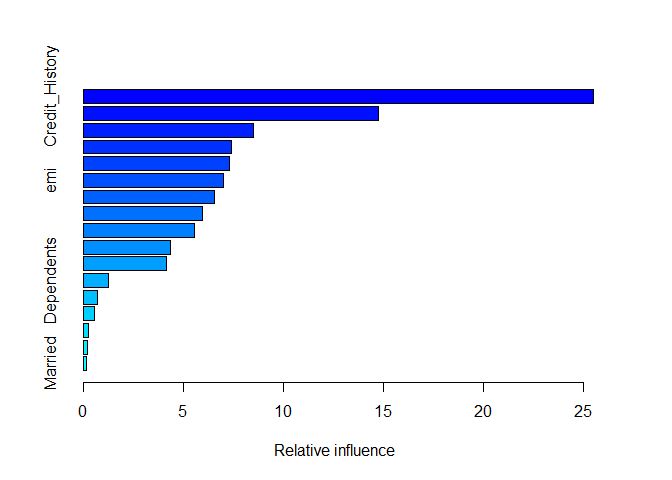 Credit_History
emi
Dependents
Married
0 5 10 15 20 25
Relative influence